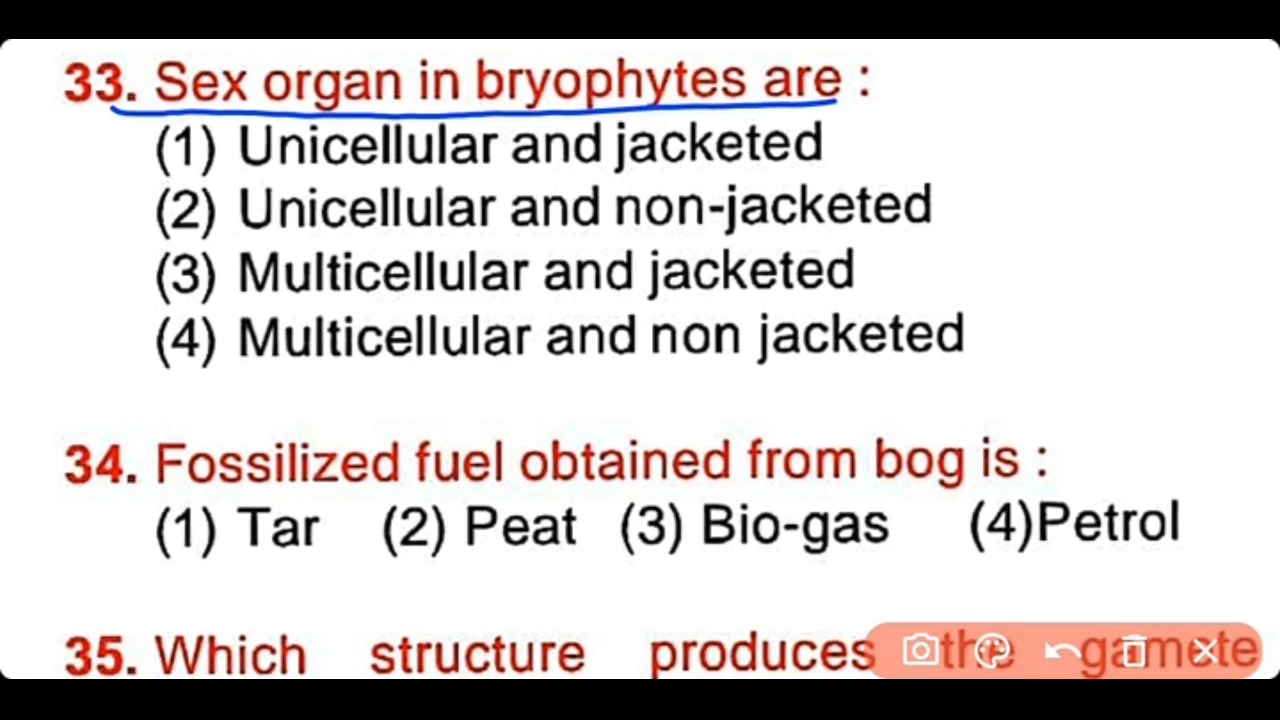 33. Sex organ in bryophytes are :
(1) Unicellular and jacketed
(2) Unicellular and non-jacketed
(3) Multicellular and jacketed
(4) Multicellular and non jacketed
34. Fossilized fuel obtained from bog is :
(1) Tar (2) Peat (3) Bio-gas (4)Petrol
35. Which structure produces the gamete